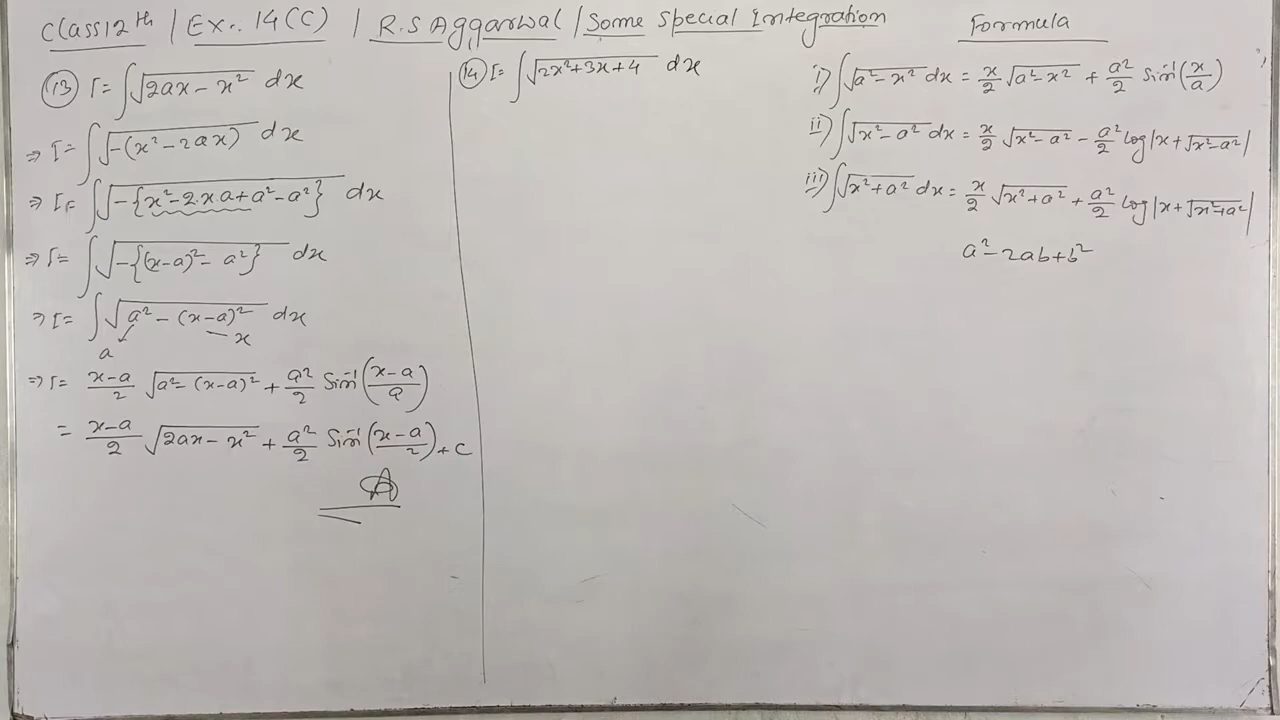 Class 12th / Ex:- 14(C) / R.S Aggarwal / Some Special Integration
(13) I = ∫√(2ax - x²) dx
⇒ I = ∫√(-(x² - 2ax)) dx
⇒ I = ∫√(-{x² - 2.x.a + a² - a²}) dx
⇒ I = ∫√(-{(x-a)² - a²}) dx
⇒ I = ∫√(a² - (x-a)²) dx
a x
⇒ I = (x-a)/2 √(a² - (x-a)²) + a²/2 Sin⁻¹((x-a)/a)
= (x-a)/2 √(2ax - x²) + a²/2 Sin⁻¹((x-a)/2) + C
(14) I = ∫√(2x² + 3x + 4) dx
Formula
i) ∫√(a² - x²) dx = x/2 √(a² - x²) + a²/2 Sin⁻¹(x/a)
ii) ∫√(x² - a²) dx = x/2 √(x² - a²) - a²/2 log|x + √(x² - a²)|
iii) ∫√(x² + a²) dx = x/2 √(x² + a²) + a²/2 log|x + √(x² + a²)|
a² - 2ab + b²